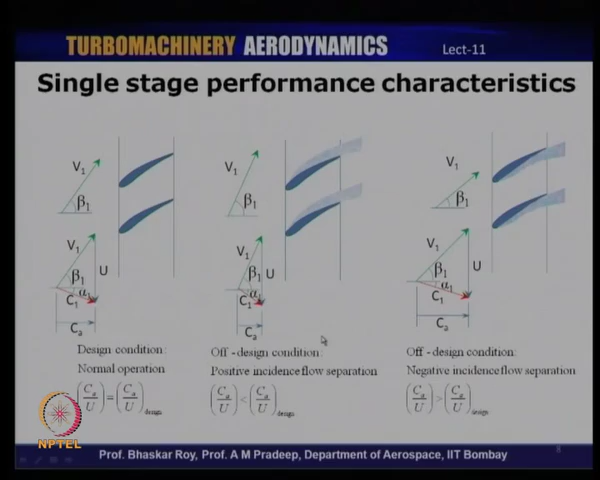 TURBOMACHINERY AERODYNAMICS Lect-11
Single stage performance characteristics
V₁
β₁
V₁
β₁
U
α₁
C₁
Cₐ
Design condition:
Normal operation
(Cₐ/U) = (Cₐ/U)design
V₁
β₁
V₁
β₁
U
α₁
C₁
Cₐ
Off-design condition:
Positive incidence flow separation
(Cₐ/U) < (Cₐ/U)design
V₁
β₁
V₁
β₁
U
α₁
C₁
Cₐ
Off-design condition:
Negative incidence flow separation
(Cₐ/U) > (Cₐ/U)design
NPTEL
Prof. Bhaskar Roy, Prof. A M Pradeep, Department of Aerospace, IIT Bombay
8